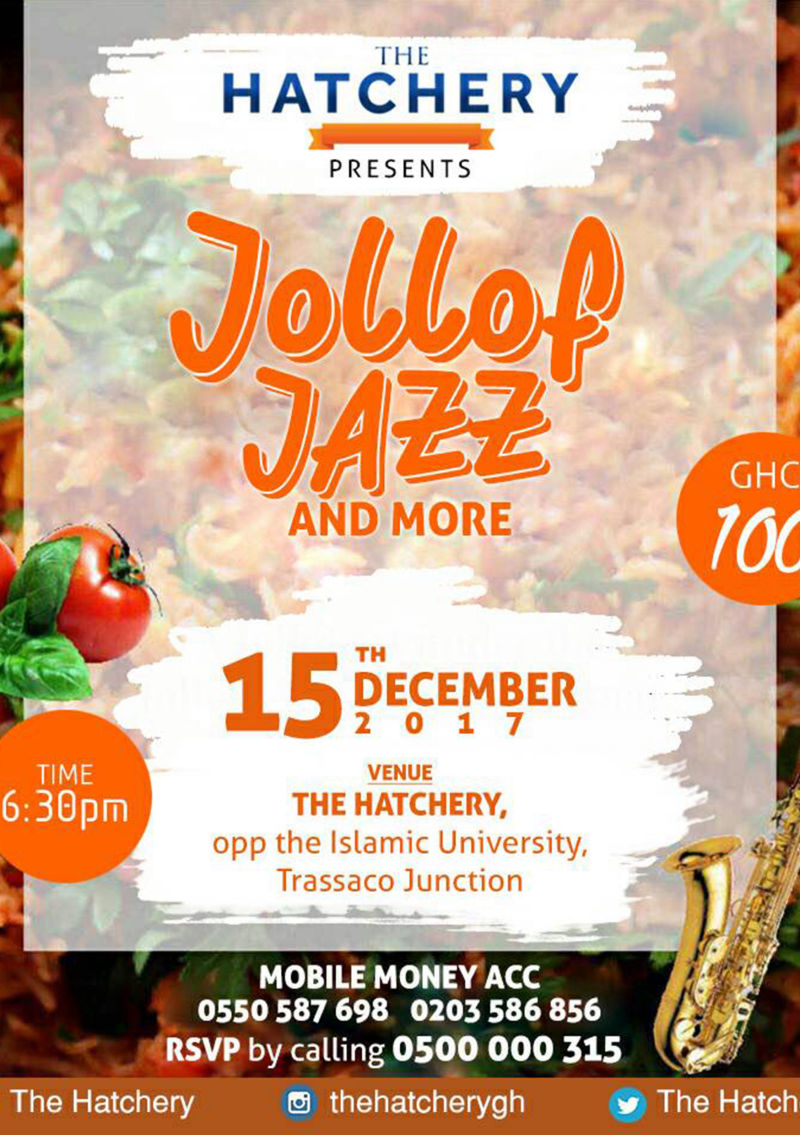 THE
HATCHERY
PRESENTS
Jollof
JAZZ
AND MORE
GHC
100
15TH
DECEMBER
2017
TIME
6:30pm
VENUE
THE HATCHERY,
opp the Islamic University,
Trassaco Junction
MOBILE MONEY ACC
0550 587 698 0203 586 856
RSVP by calling 0500 000 315
The Hatchery thehatcherygh The Hatch